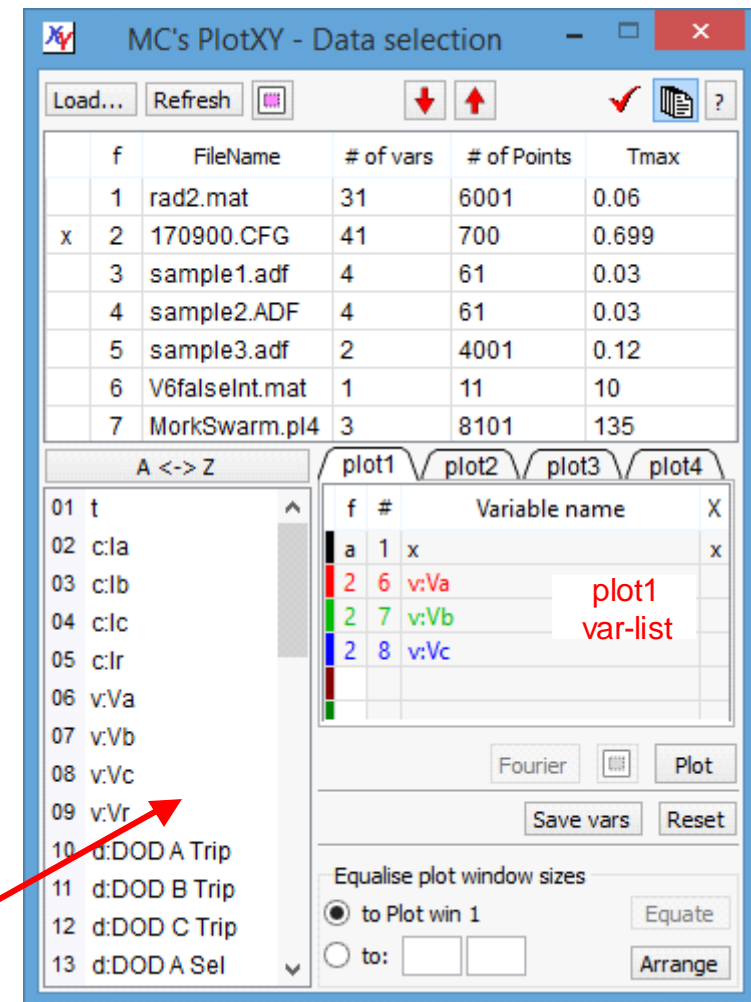 XY MC's PlotXY - Data selection
Load... Refresh ?
f FileName # of vars # of Points Tmax
1 rad2.mat 31 6001 0.06
x 2 170900.CFG 41 700 0.699
3 sample1.adf 4 61 0.03
4 sample2.ADF 4 61 0.03
5 sample3.adf 2 4001 0.12
6 V6falseInt.mat 1 11 10
7 MorkSwarm.pl4 3 8101 135
A <-> Z
01 t
02 c:Ia
03 c:Ib
04 c:Ic
05 c:Ir
06 v:Va
07 v:Vb
08 v:Vc
09 v:Vr
10 d:DOD A Trip
11 d:DOD B Trip
12 d:DOD C Trip
13 d:DOD A Sel
plot1 plot2 plot3 plot4
f # Variable name X
a 1 x x
2 6 v:Va
2 7 v:Vb
2 8 v:Vc
plot1
var-list
Fourier Plot
Save vars Reset
Equalise plot window sizes
to Plot win 1 Equate
to: Arrange